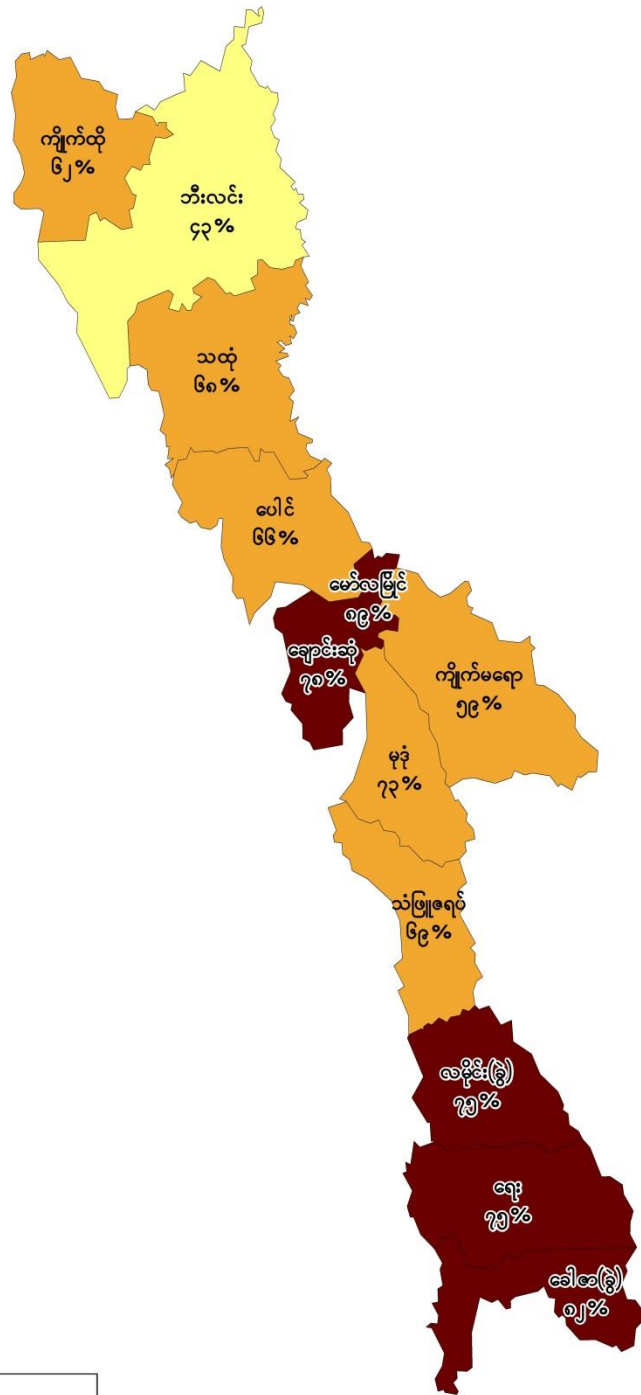 ကျိုက်ထို
၆၂%
ဘီးလင်း
၄၃%
သထုံ
၆၈%
ပေါင်
၆၆%
မော်လမြိုင်
၈၉%
ချောင်းဆုံ
၇၈%
ကျိုက်မရော
၅၉%
မုဒုံ
၇၃%
သံဖြူဇရပ်
၆၉%
လမိုင်း(ခွဲ)
၇၅%
ရေး
၇၅%
ခေါဇာ(ခွဲ)
၈၂%